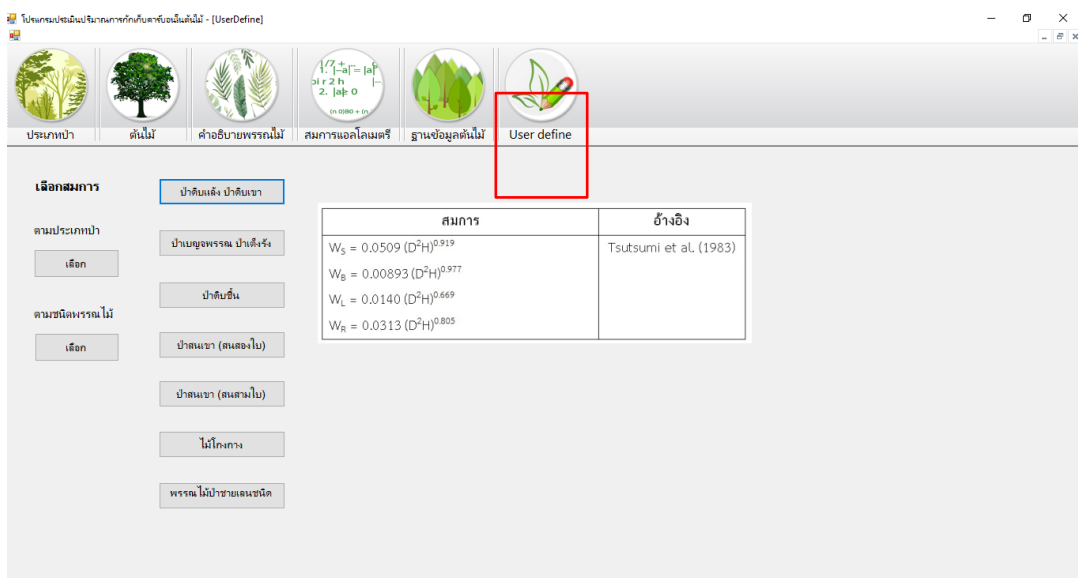 โปรแกรมประเมินปริมาณการกักเก็บคาร์บอนในต้นไม้ - [UserDefine]
ประเภทป่า
ต้นไม้
คำอธิบายพรรณไม้
สมการแอลโลเมตรี
ฐานข้อมูลต้นไม้
User define
เลือกสมการ
ตามประเภทป่า
เลือก
ตามชนิดพรรณไม้
เลือก
ป่าดิบแล้ง ป่าดิบเขา
ป่าเบญจพรรณ ป่าเต็งรัง
ป่าดิบชื้น
ป่าสนเขา (สนสองใบ)
ป่าสนเขา (สนสามใบ)
ไม้โกงกาง
พรรณไม้ป่าชายเลนชนิด
สมการ อ้างอิง
W_S = 0.0509 (D²H)^0.919 Tsutsumi et al. (1983)
W_B = 0.00893 (D²H)^0.977
W_L = 0.0140 (D²H)^0.669
W_R = 0.0313 (D²H)^0.805